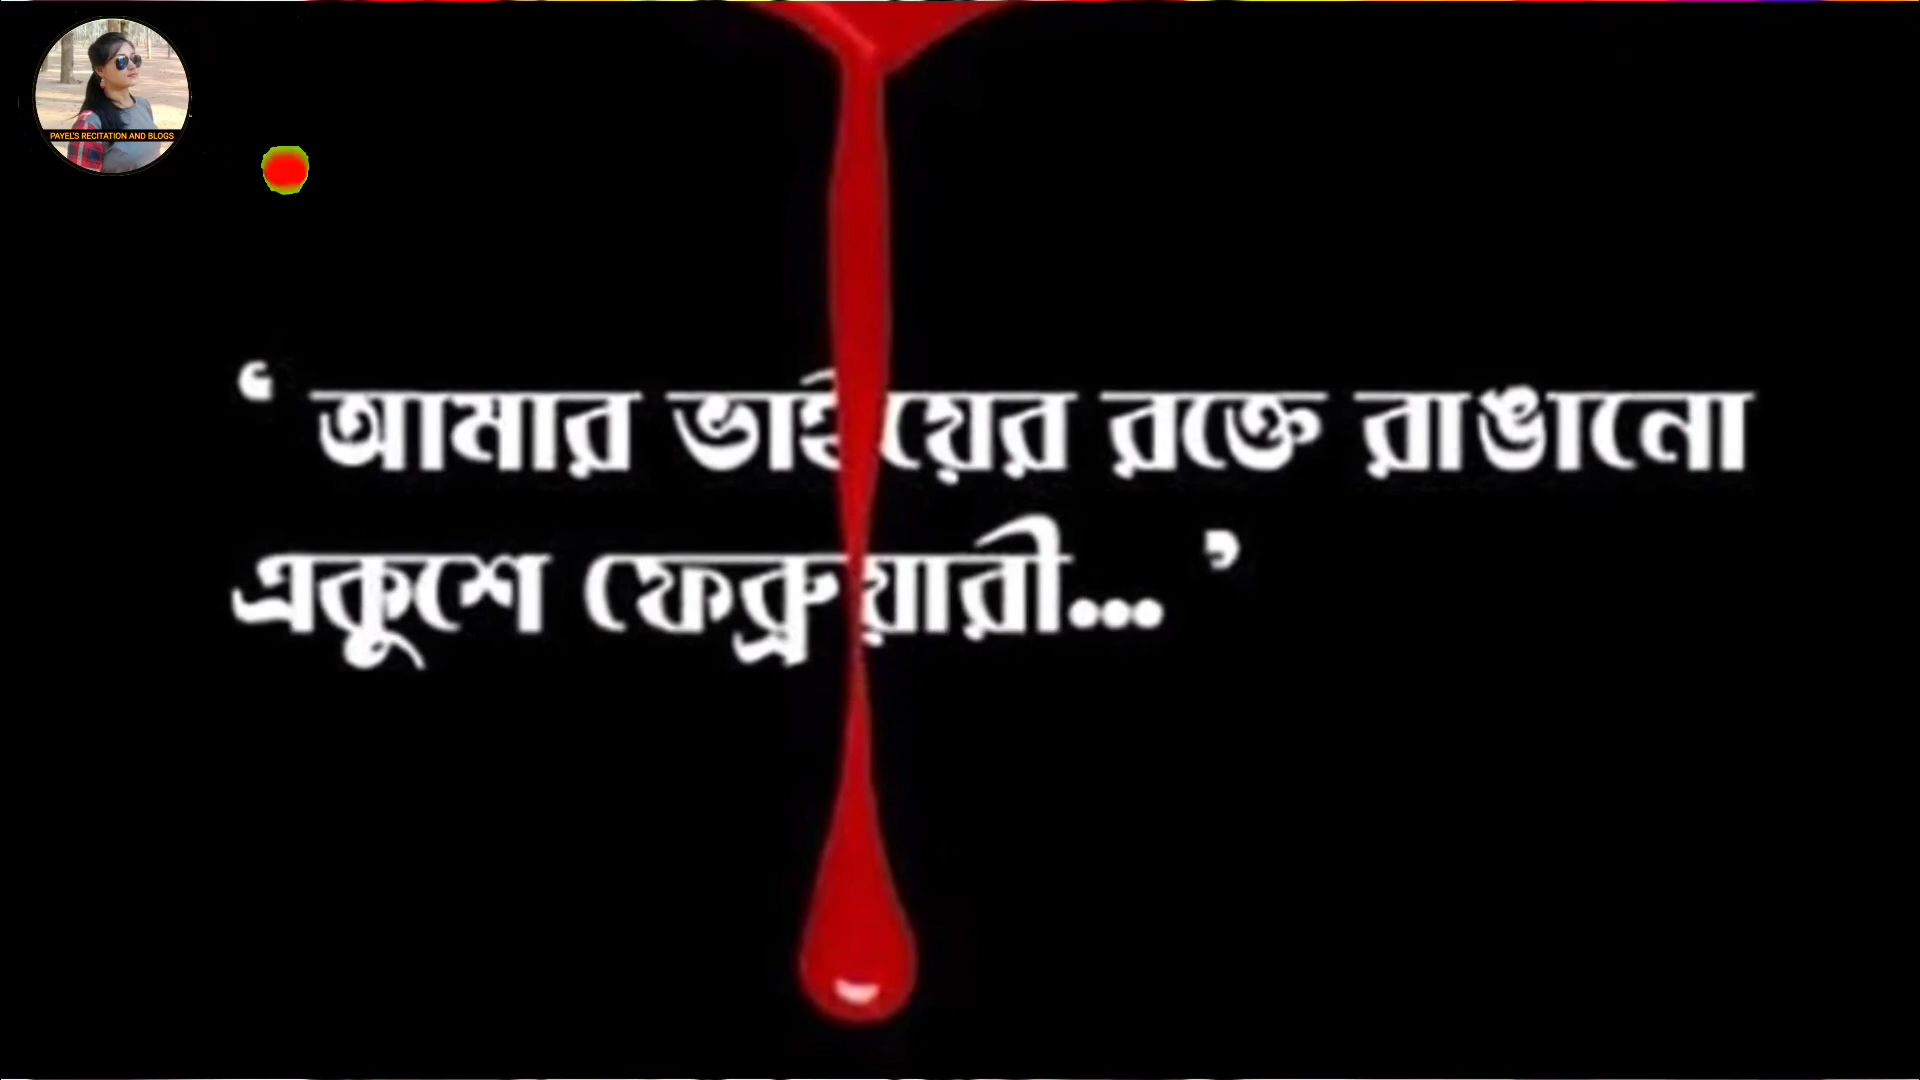 PAYEL'S RECITATION AND BLOGS
‘ আমার ভাইয়ের রক্তে রাঙানো
একুশে ফেব্রুয়ারী... ’